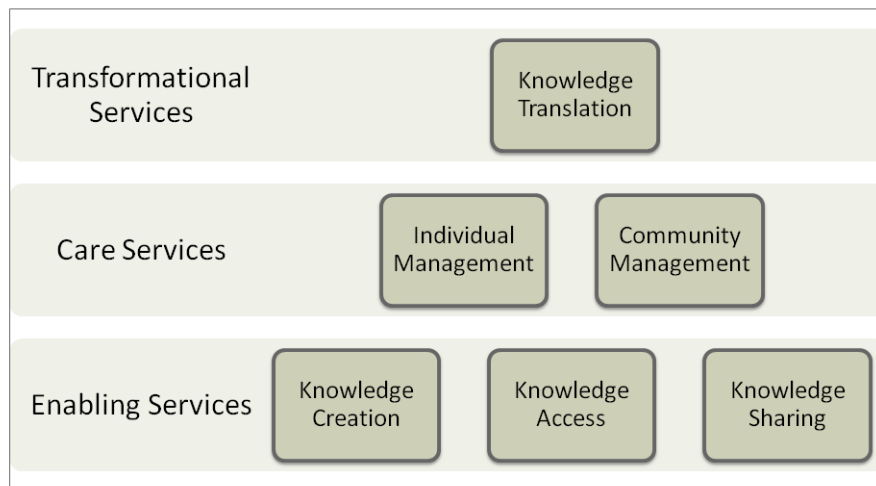 Transformational
Services
Knowledge
Translation
Care Services
Individual
Management
Community
Management
Enabling Services
Knowledge
Creation
Knowledge
Access
Knowledge
Sharing